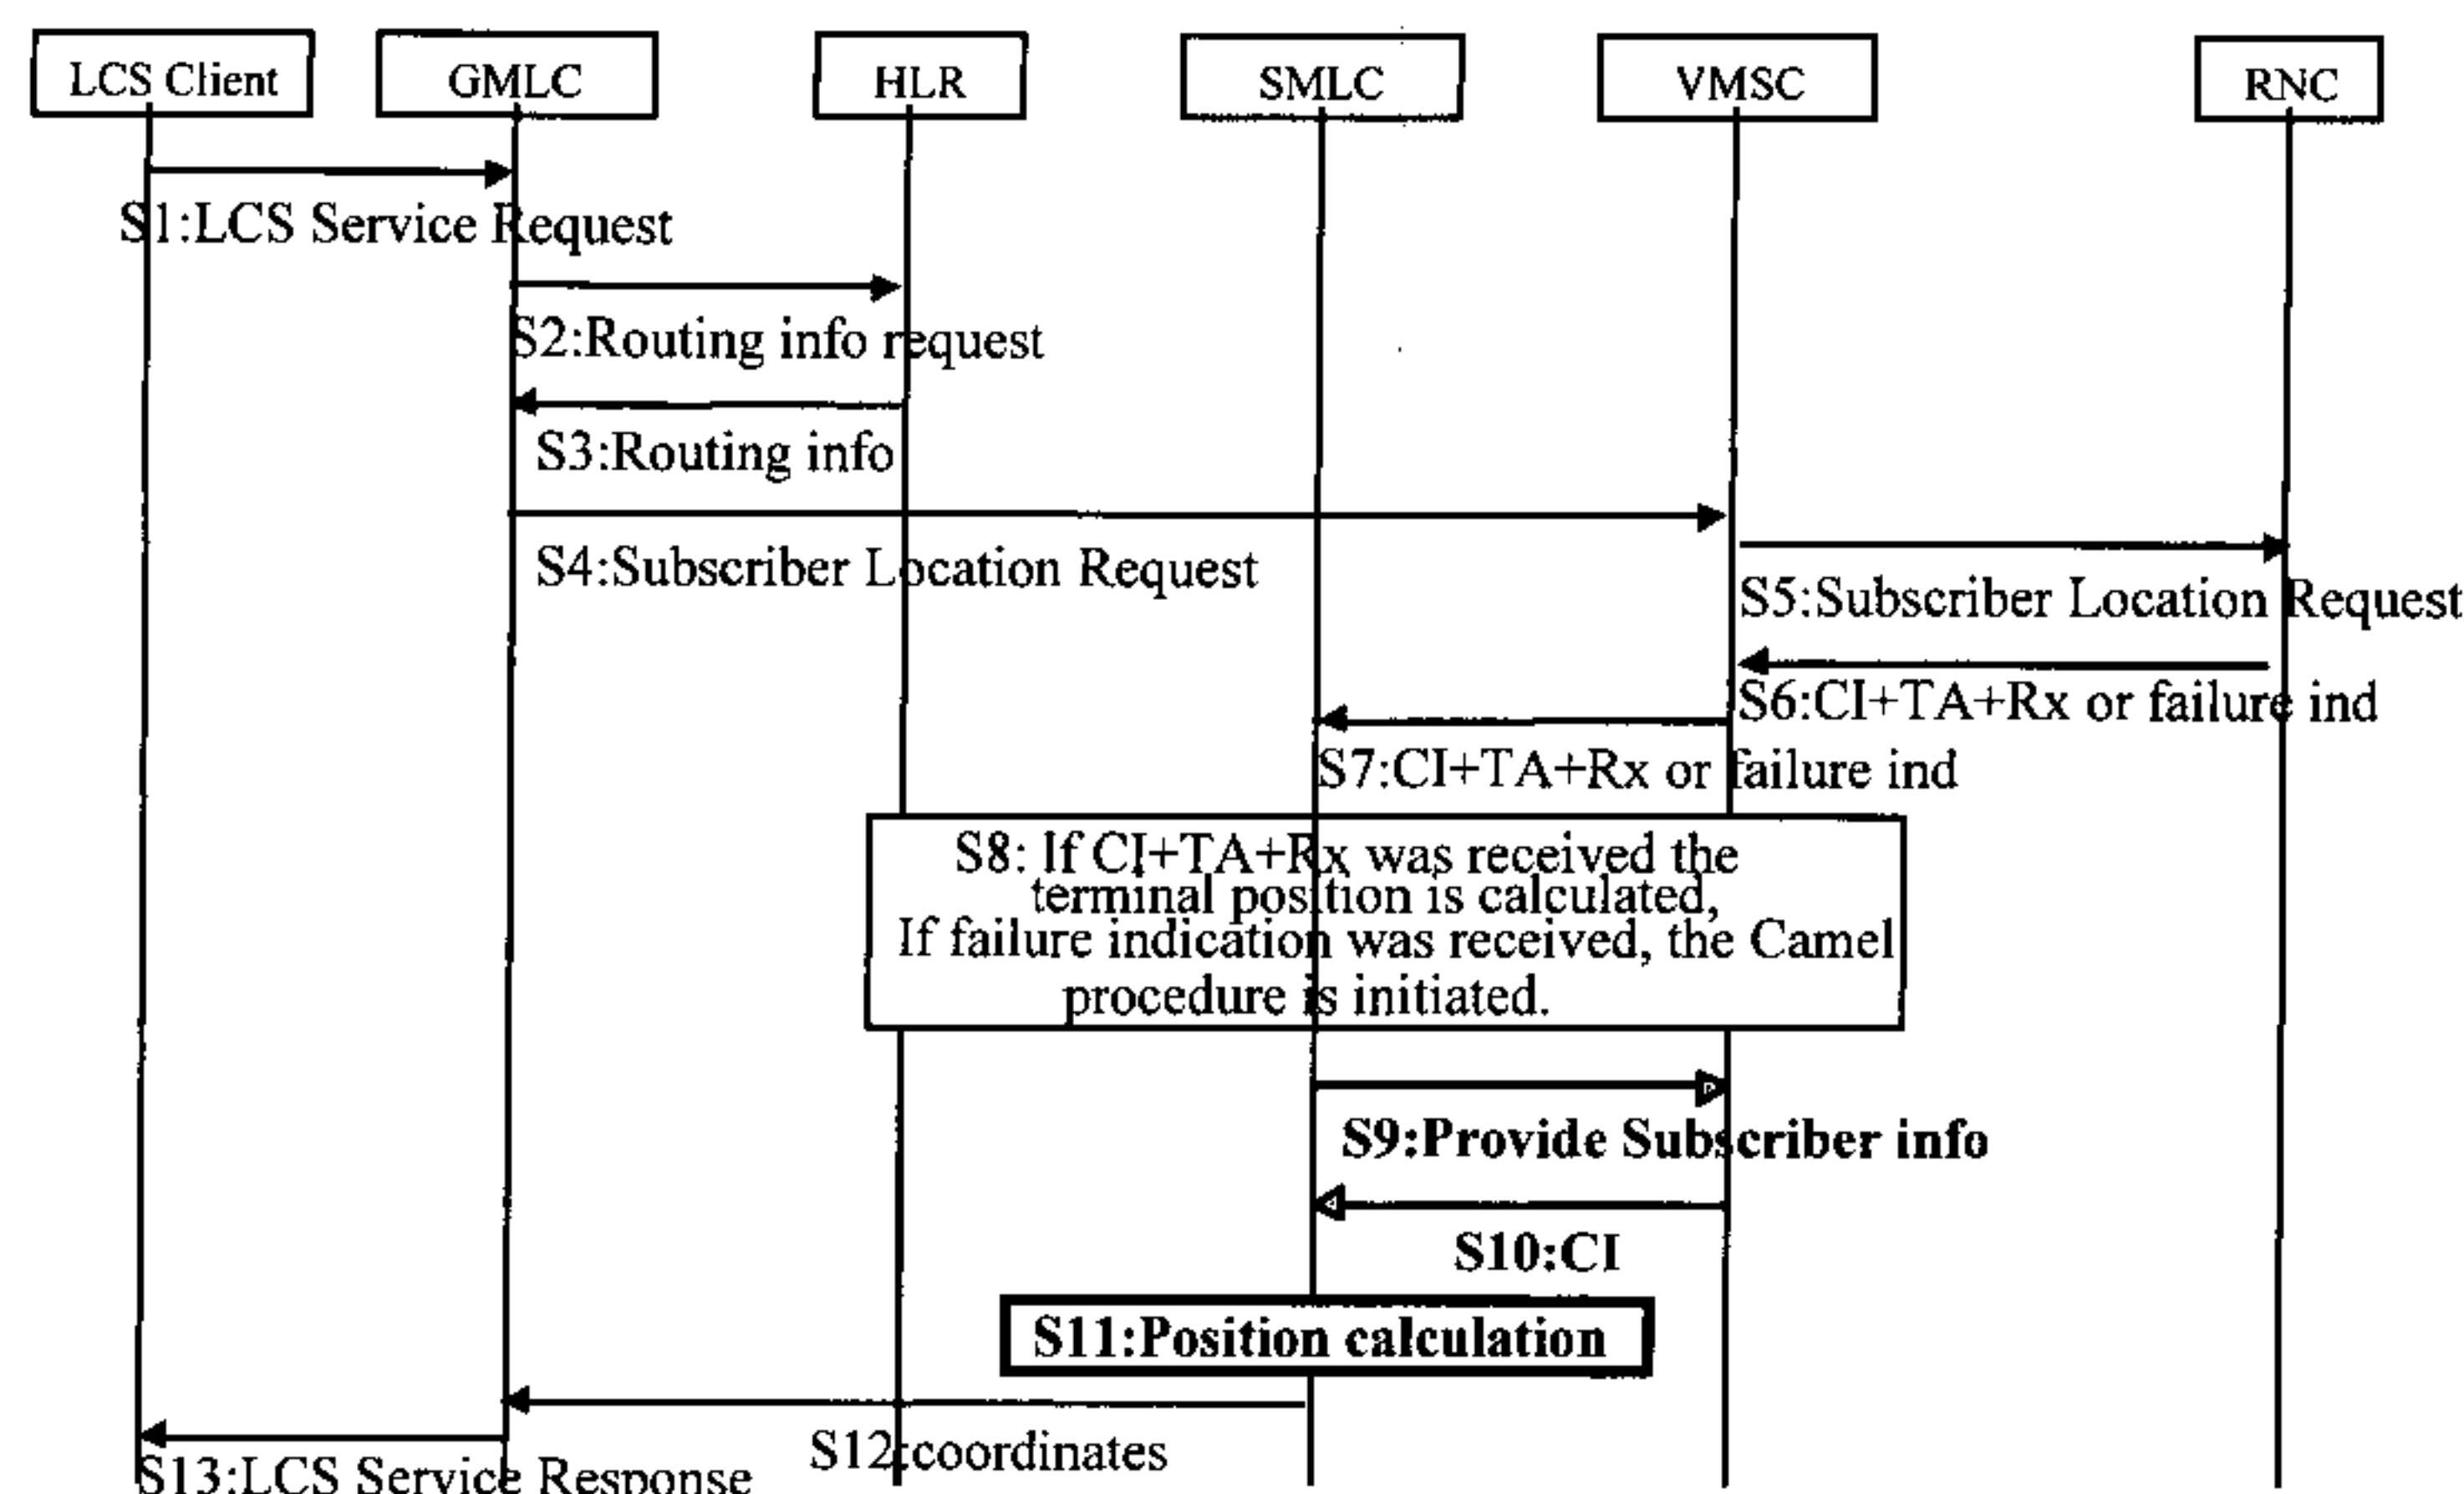 LCS Client
GMLC
HLR
SMLC
VMSC
RNC
S1:LCS Service Request
S2:Routing info request
S3:Routing info
S4:Subscriber Location Request
S5:Subscriber Location Request
S6:CI+TA+Rx or failure ind
S7:CI+TA+Rx or failure ind
S8: If CI+TA+Rx was received the
terminal position is calculated,
If failure indication was received, the Camel
procedure is initiated.
S9:Provide Subscriber info
S10:CI
S11:Position calculation
S12:coordinates
S13:LCS Service Response